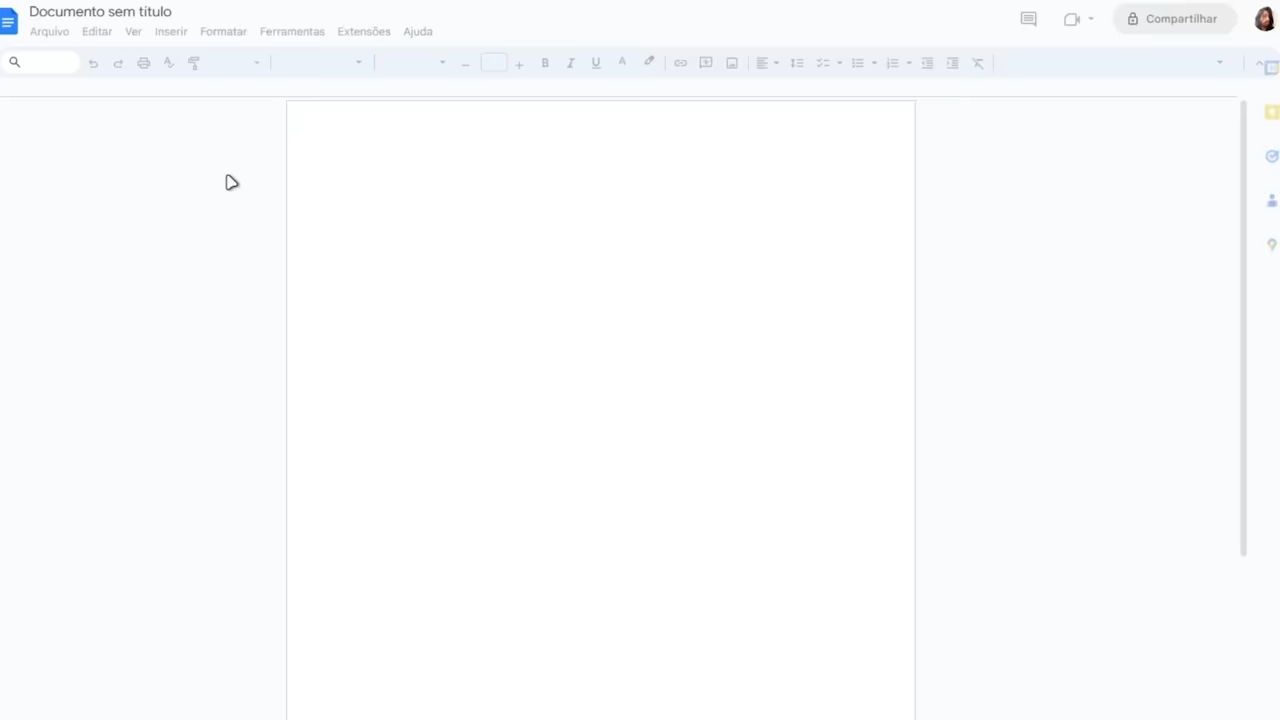 Documento sem título
Arquivo Editar Ver Inserir Formatar Ferramentas Extensões Ajuda
Compartilhar